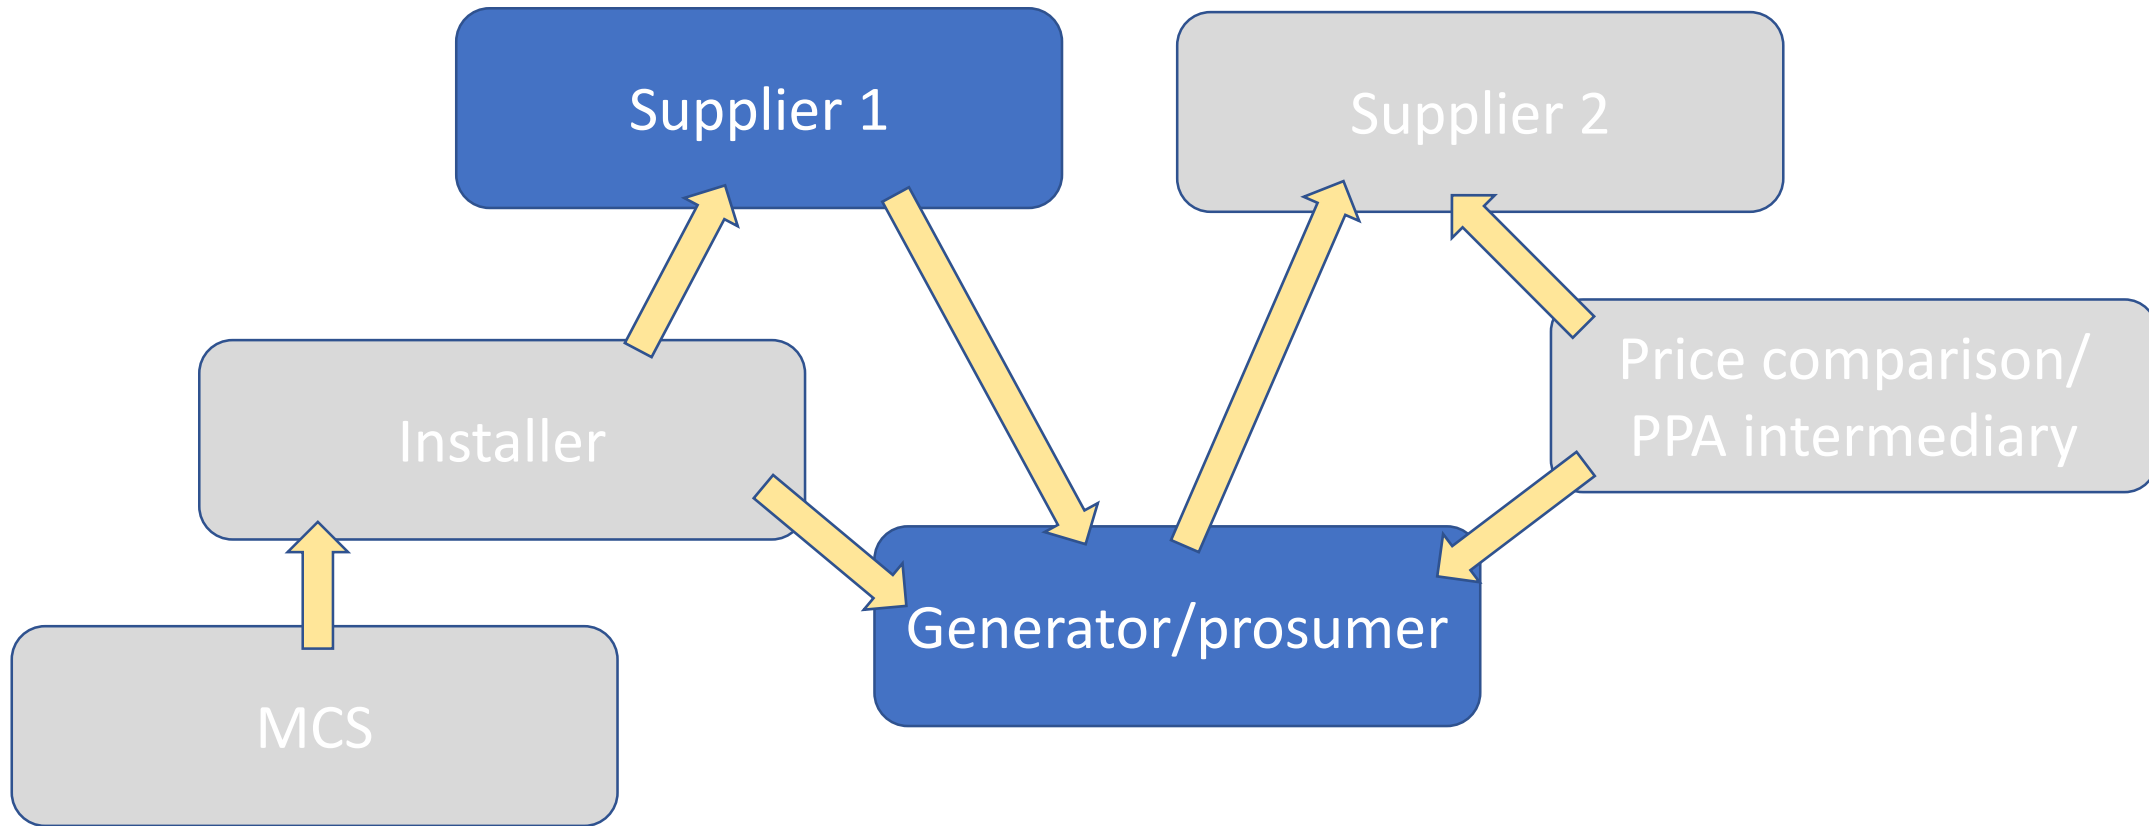 Supplier 1
Supplier 2
Installer
Price comparison/
PPA intermediary
Generator/prosumer
MCS